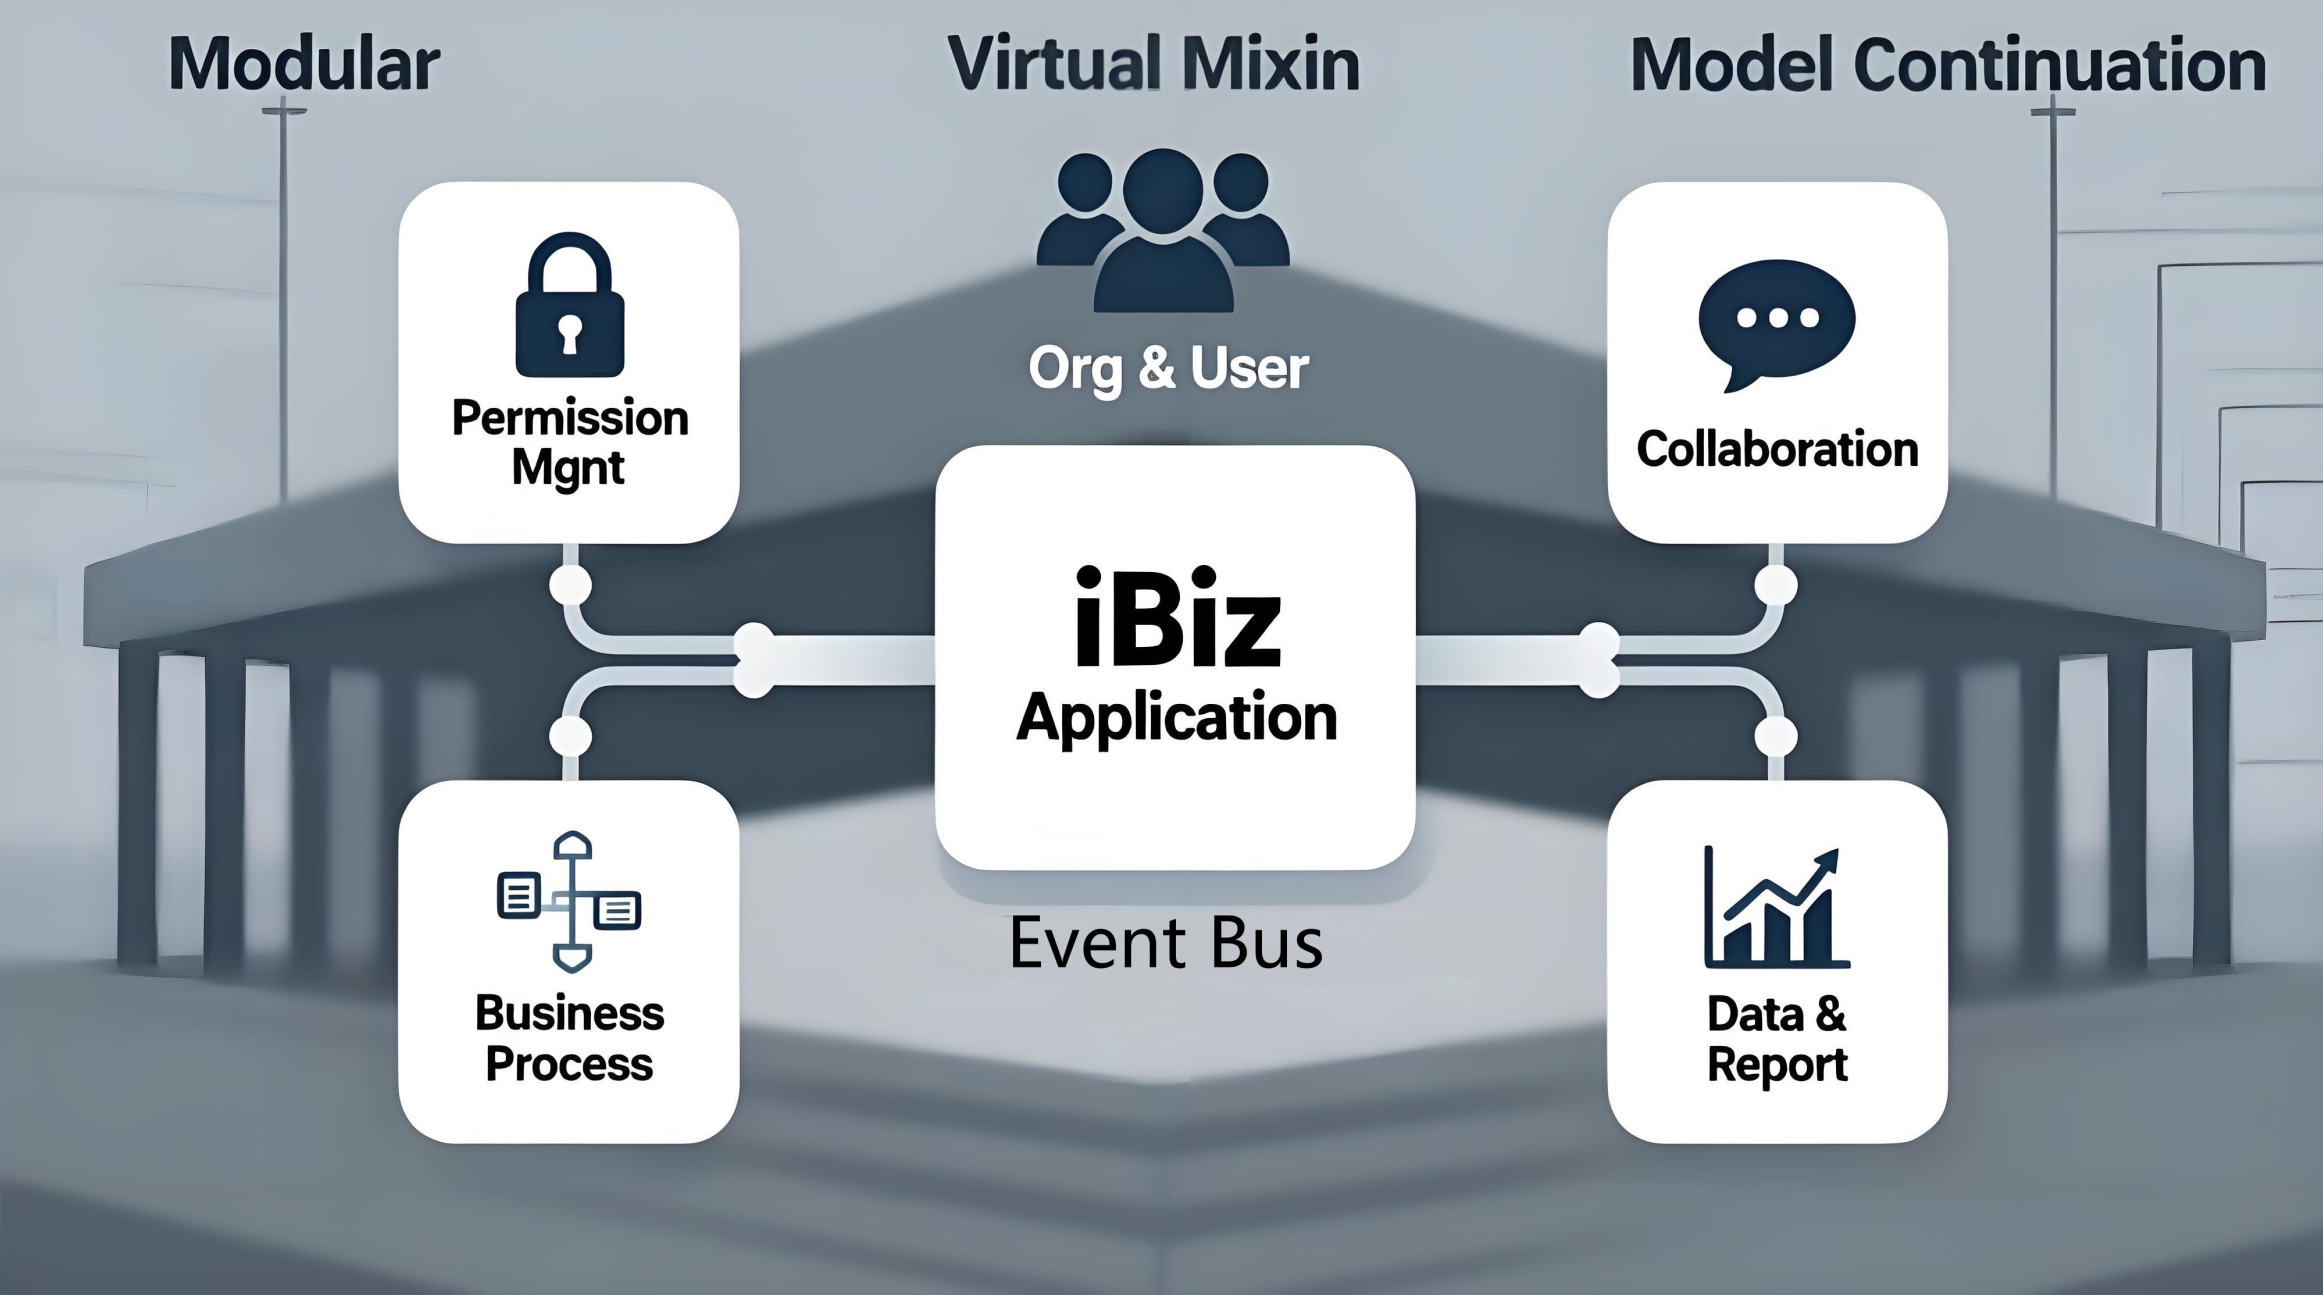 Modular
Virtual Mixin
Model Continuation
Org & User
Permission
Mgnt
Collaboration
iBiz
Application
Event Bus
Business
Process
Data &
Report